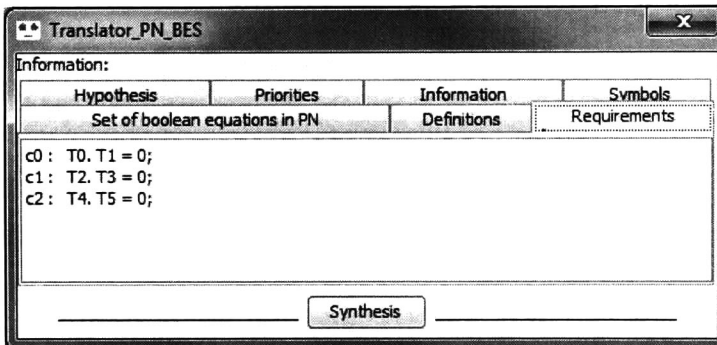 Translator_PN_BES
X
Information:
Hypothesis Priorities Information Symbols
Set of boolean equations in PN Definitions Requirements
c0 : T0. T1 = 0;
c1 : T2. T3 = 0;
c2 : T4. T5 = 0;
Synthesis